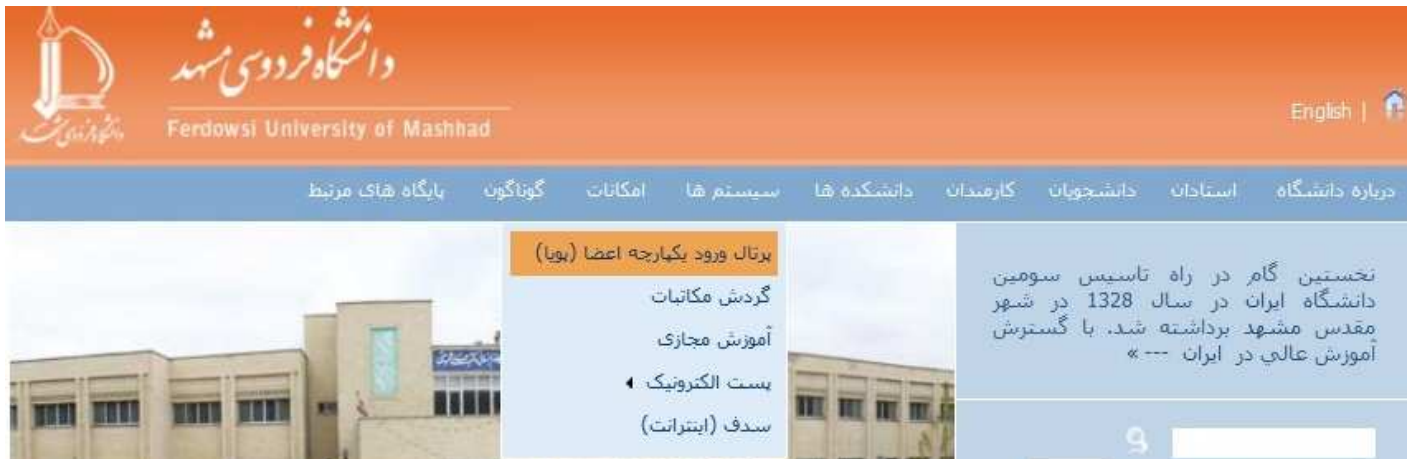 دانشگاه فردوسی مشهد
Ferdowsi University of Mashhad
English |
درباره دانشگاه استادان دانشجویان کارمندان دانشکده ها سیستم ها امکانات گوناگون پایگاه های مرتبط
پرتال ورود یکپارچه اعضا (پویا)
گردش مکاتبات
آموزش مجازی
پست الکترونیک
سدف (اینترانت)
نخستین گام در راه تاسیس سومین
دانشگاه ایران در سال 1328 در شهر
مقدس مشهد برداشته شد. با گسترش
آموزش عالي در ایران --- »
دانشگاه فردوسی مشهد